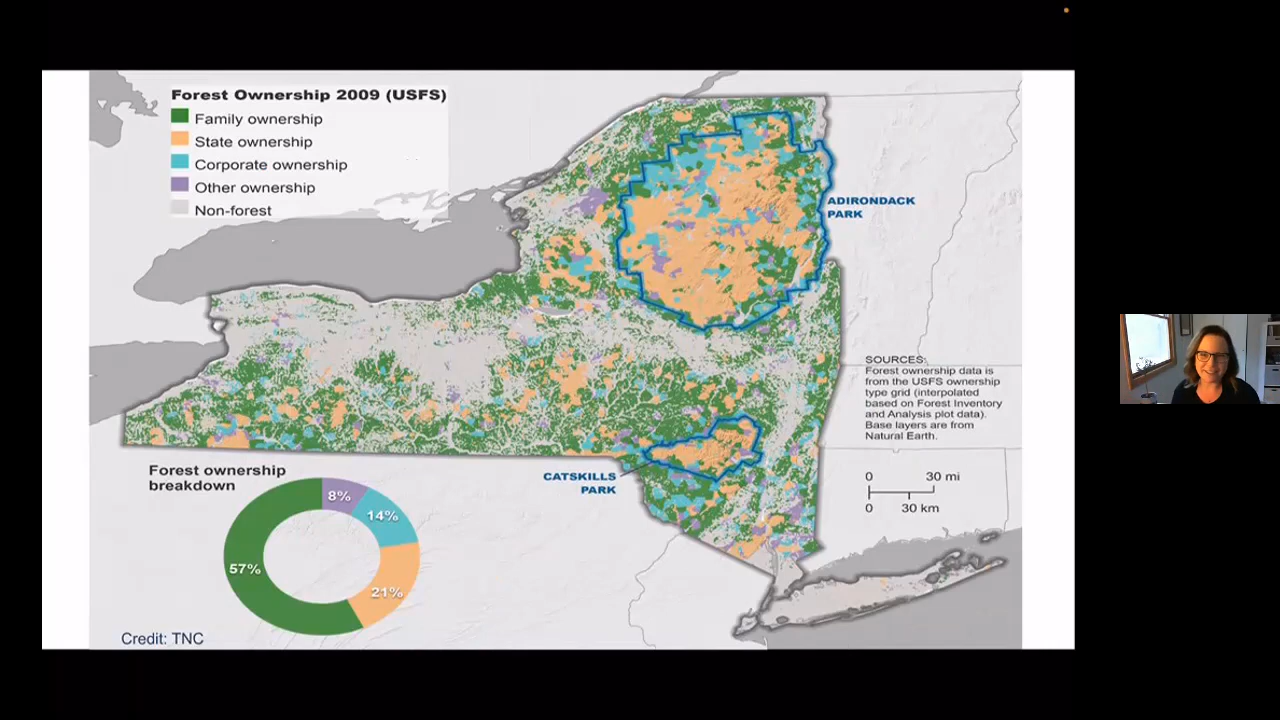 Forest Ownership 2009 (USFS)
Family ownership
State ownership
Corporate ownership
Other ownership
Non-forest
ADIRONDACK
PARK
SOURCES:
Forest ownership data is
from the USFS ownership
type grid (interpolated
based on Forest Inventory
and Analysis plot data).
Base layers are from
Natural Earth.
CATSKILLS
PARK
0 30 mi
0 30 km
Forest ownership
breakdown
8%
14%
57%
21%
Credit: TNC